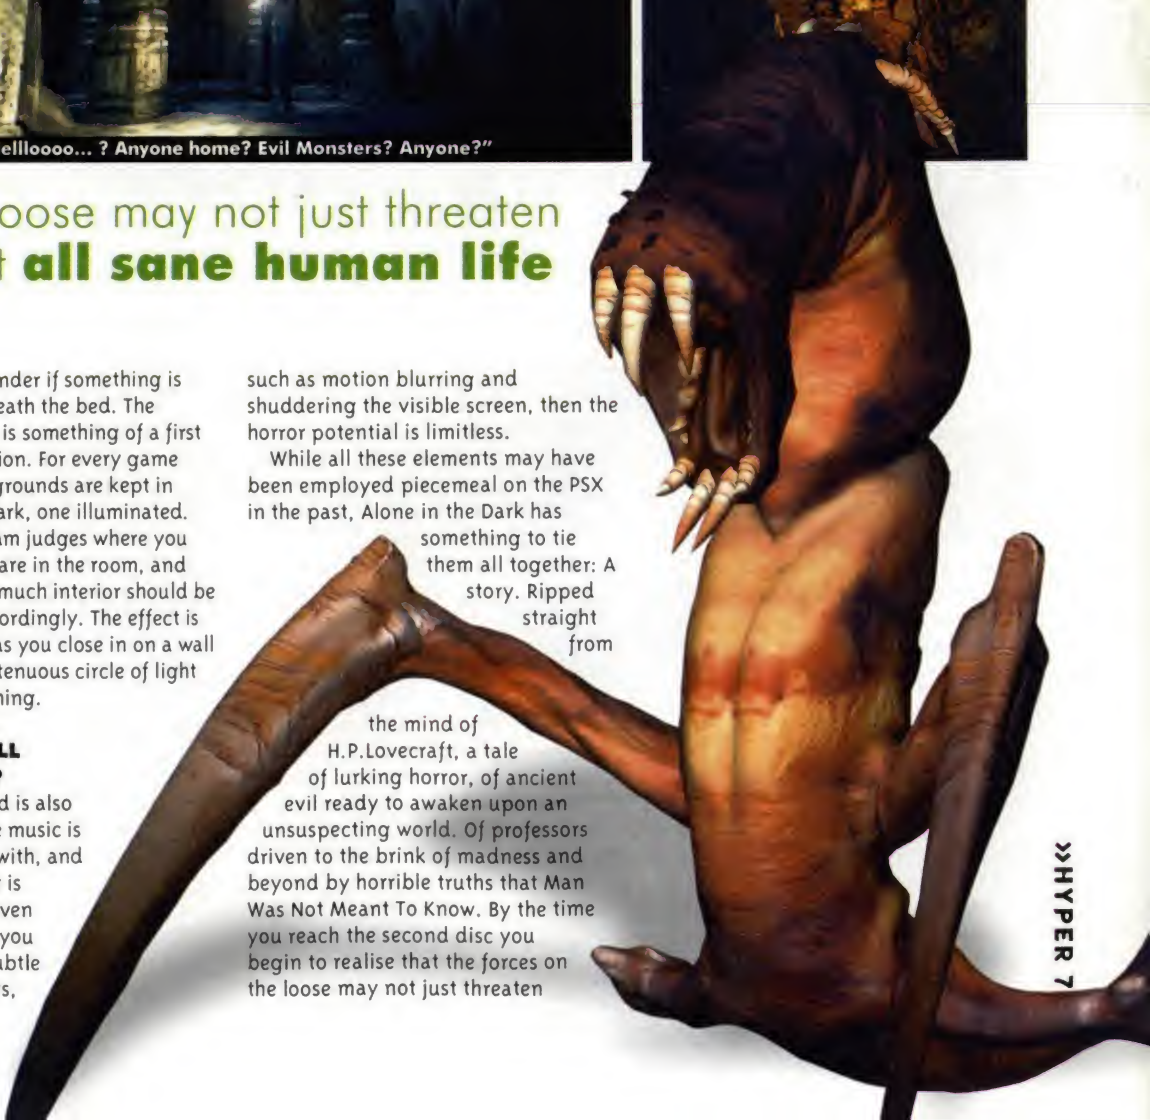 ellloooo... ? Anyone home? Evil Monsters? Anyone?"
oose may not just threaten
t all sane human life
nder if something is
eath the bed. The
is something of a first
ion. For every game
grounds are kept in
ark, one illuminated.
am judges where you
are in the room, and
much interior should be
ordingly. The effect is
as you close in on a wall
tenuous circle of light
ning.
LL
?
d is also
e music is
with, and
r is
ven
you
ubtle
s,
such as motion blurring and
shuddering the visible screen, then the
horror potential is limitless.
While all these elements may have
been employed piecemeal on the PSX
in the past, Alone in the Dark has
something to tie
them all together: A
story. Ripped
straight
from
the mind of
H.P.Lovecraft, a tale
of lurking horror, of ancient
evil ready to awaken upon an
unsuspecting world. Of professors
driven to the brink of madness and
beyond by horrible truths that Man
Was Not Meant To Know. By the time
you reach the second disc you
begin to realise that the forces on
the loose may not just threaten
>>HYPER 7